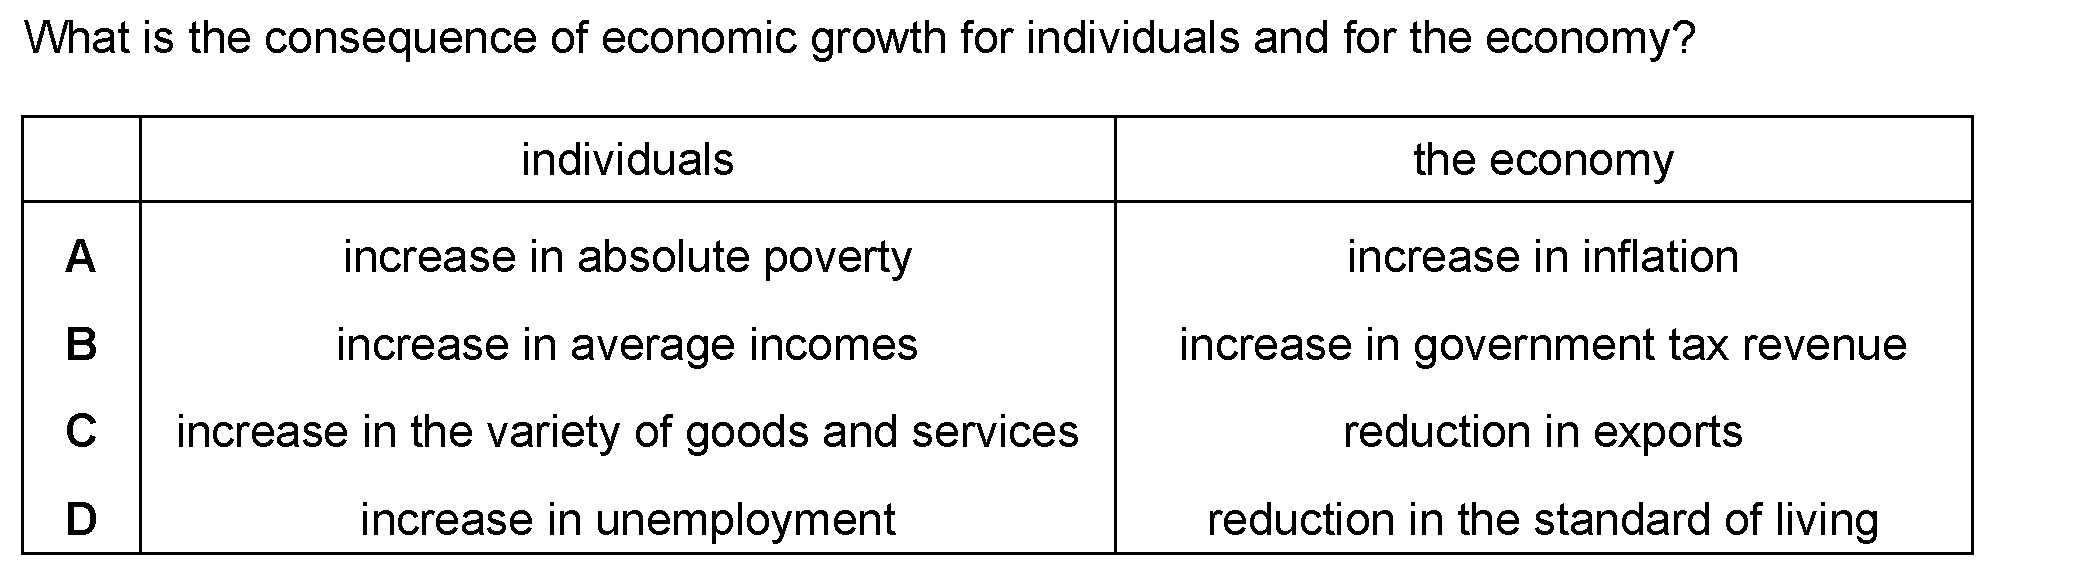 What is the consequence of economic growth for individuals and for the economy?
individuals the economy
A increase in absolute poverty increase in inflation
B increase in average incomes increase in government tax revenue
C increase in the variety of goods and services reduction in exports
D increase in unemployment reduction in the standard of living